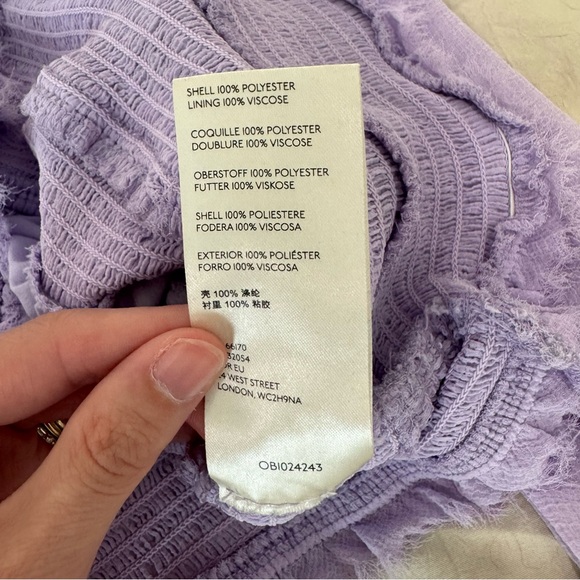 SHELL 100% POLYESTER
LINING 100% VISCOSE
COQUILLE 100% POLYESTER
DOUBLURE 100% VISCOSE
OBERSTOFF 100% POLYESTER
FUTTER 100% VISKOSE
SHELL 100% POLIESTERE
FODERA 100% VISCOSA
EXTERIOR 100% POLIÉSTER
FORRO 100% VISCOSA
壳 100% 涤纶
衬里 100% 粘胶
66170
32054
EU
WEST STREET
LONDON, WC2H9NA
OBI024243